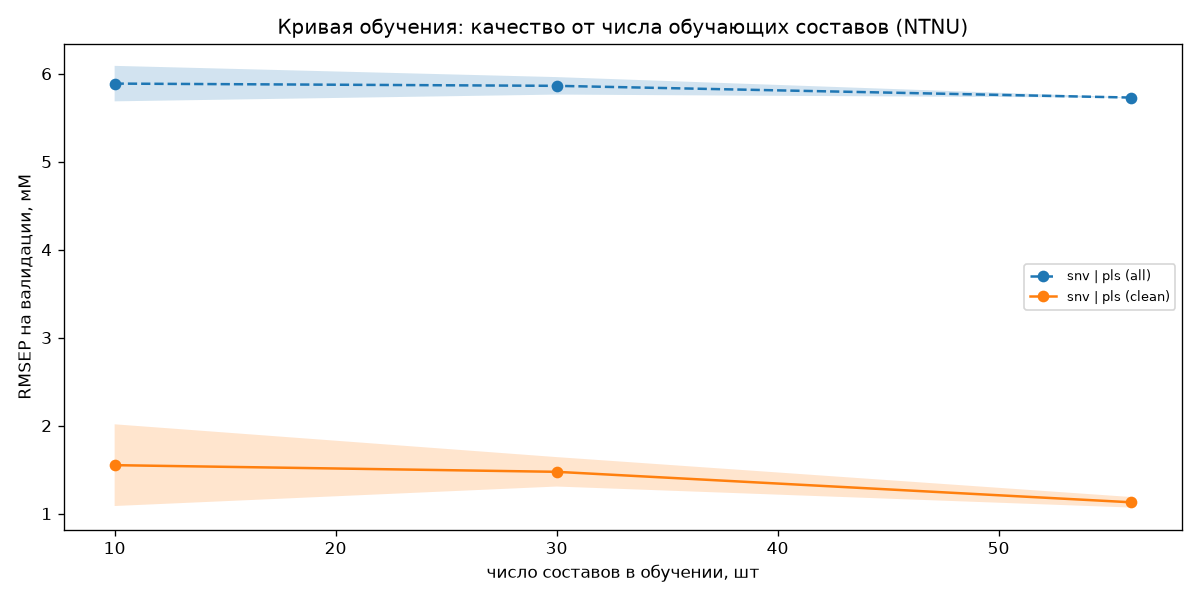 Кривая обучения: качество от числа обучающих составов (NTNU)
RMSEP на валидации, мМ
6
5
4
3
2
1
snv | pls (all)
snv | pls (clean)
10 20 30 40 50
число составов в обучении, шт